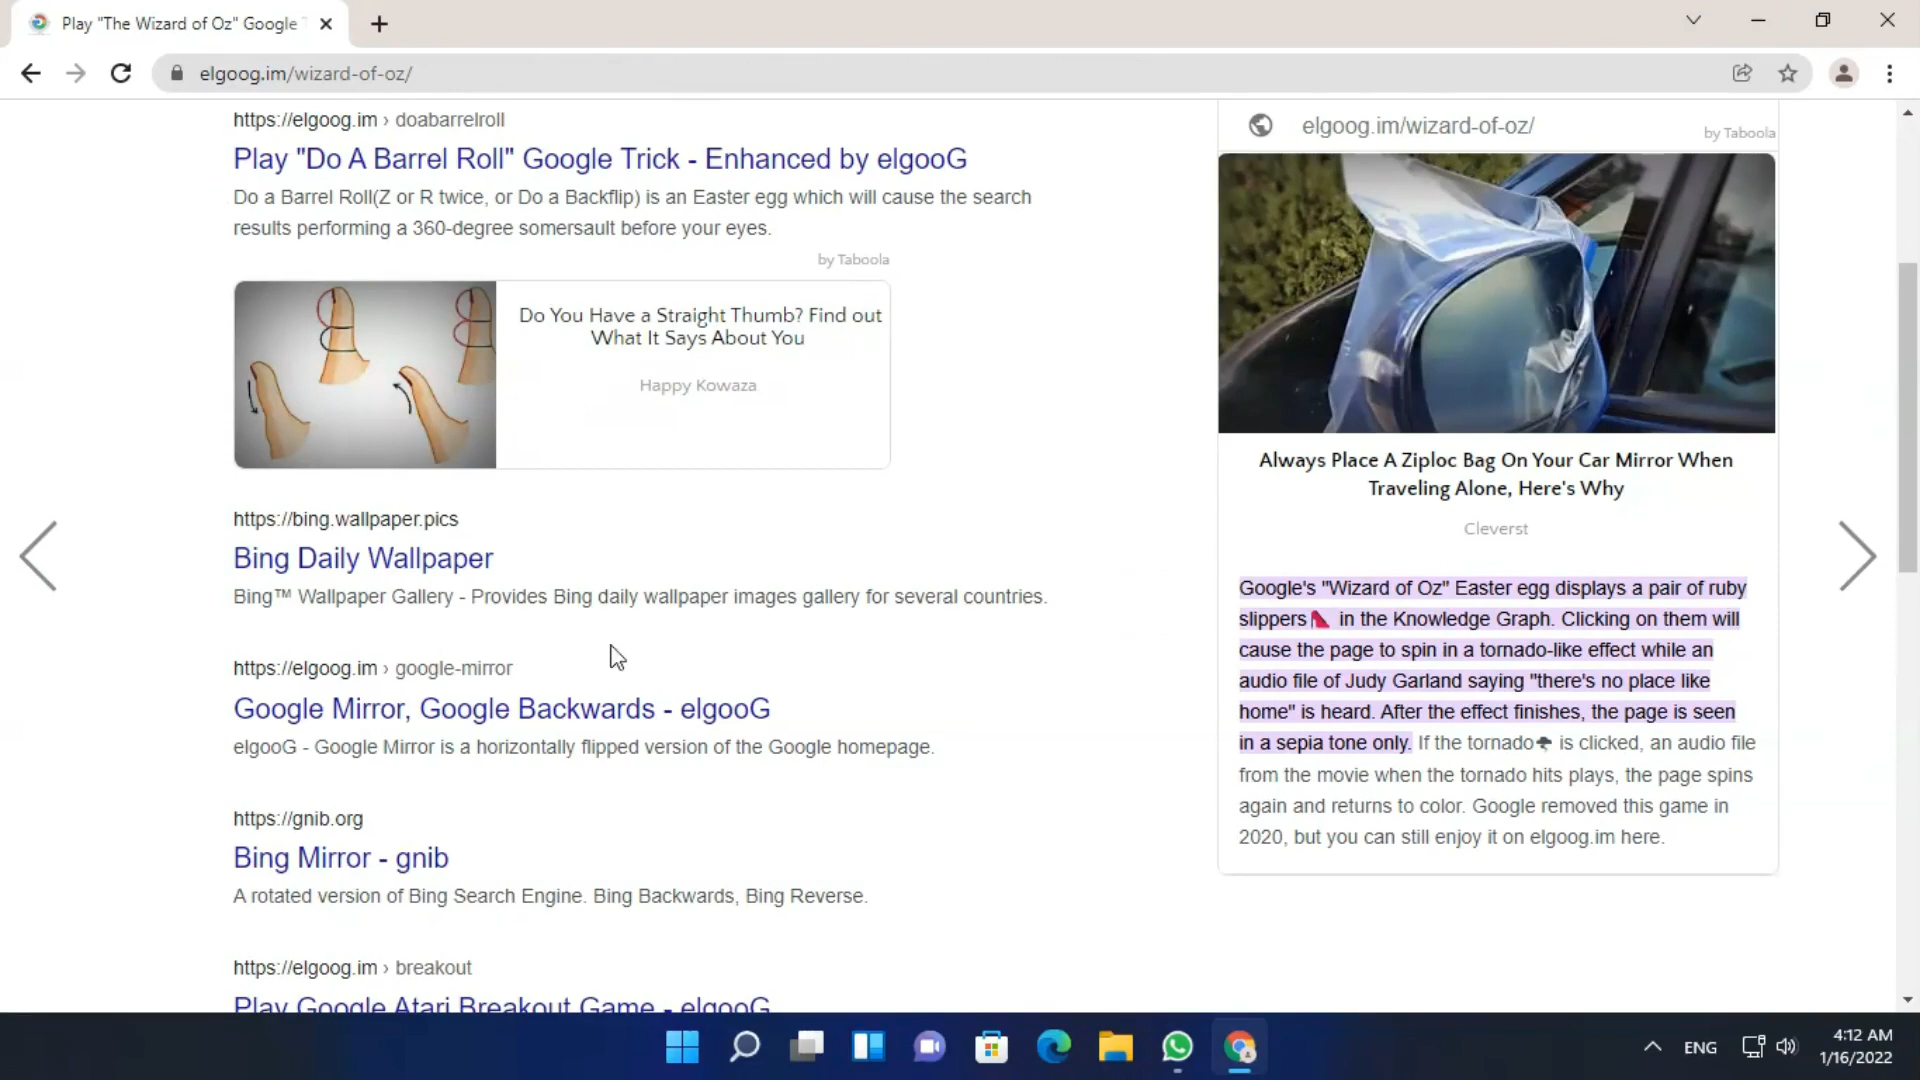 Play "The Wizard of Oz" Google
elgoog.im/wizard-of-oz/
https://elgoog.im › doabarrelroll
Play "Do A Barrel Roll" Google Trick - Enhanced by elgooG
Do a Barrel Roll(Z or R twice, or Do a Backflip) is an Easter egg which will cause the search
results performing a 360-degree somersault before your eyes.
by Taboola
Do You Have a Straight Thumb? Find out
What It Says About You
Happy Kowaza
https://bing.wallpaper.pics
Bing Daily Wallpaper
Bing™ Wallpaper Gallery - Provides Bing daily wallpaper images gallery for several countries.
https://elgoog.im › google-mirror
Google Mirror, Google Backwards - elgooG
elgooG - Google Mirror is a horizontally flipped version of the Google homepage.
https://gnib.org
Bing Mirror - gnib
A rotated version of Bing Search Engine. Bing Backwards, Bing Reverse.
https://elgoog.im › breakout
Play Google Atari Breakout Game - elgooG
elgoog.im/wizard-of-oz/
by Taboola
Always Place A Ziploc Bag On Your Car Mirror When
Traveling Alone, Here's Why
Cleverst
Google's "Wizard of Oz" Easter egg displays a pair of ruby
slippers👠 in the Knowledge Graph. Clicking on them will
cause the page to spin in a tornado-like effect while an
audio file of Judy Garland saying "there's no place like
home" is heard. After the effect finishes, the page is seen
in a sepia tone only. If the tornado🌪 is clicked, an audio file
from the movie when the tornado hits plays, the page spins
again and returns to color. Google removed this game in
2020, but you can still enjoy it on elgoog.im here.
ENG
4:12 AM
1/16/2022